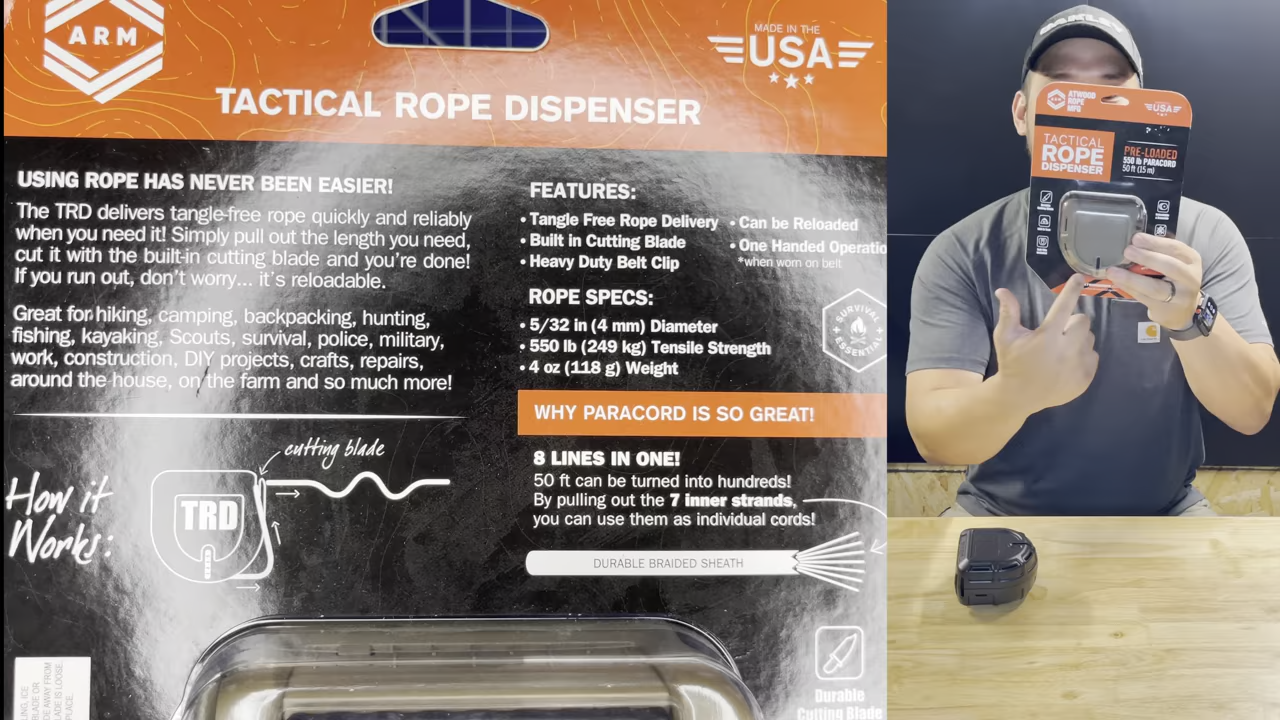 ARM
MADE IN THE
USA
TACTICAL ROPE DISPENSER
USING ROPE HAS NEVER BEEN EASIER!
The TRD delivers tangle-free rope quickly and reliably
when you need it! Simply pull out the length you need,
cut it with the built-in cutting blade and you're done!
If you run out, don't worry... it's reloadable.
Great for hiking, camping, backpacking, hunting,
fishing, kayaking, Scouts, survival, police, military,
work, construction, DIY projects, crafts, repairs,
around the house, on the farm and so much more!
How it
Works:
cutting blade
TRD
FEATURES:
• Tangle Free Rope Delivery
• Built in Cutting Blade
• Heavy Duty Belt Clip
• Can be Reloaded
• One Handed Operatio
*when worn on belt
ROPE SPECS:
• 5/32 in (4 mm) Diameter
• 550 lb (249 kg) Tensile Strength
• 4 oz (118 g) Weight
SURVIVAL
ESSENTIAL
WHY PARACORD IS SO GREAT!
8 LINES IN ONE!
50 ft can be turned into hundreds!
By pulling out the 7 inner strands,
you can use them as individual cords!
DURABLE BRAIDED SHEATH
Durable
Cutting Blade
OAKLEY
ARM
ATWOOD
ROPE
MFG
USA
TACTICAL
ROPE
DISPENSER
PRE-LOADED
550 lb PARACORD
50 ft (15 m)